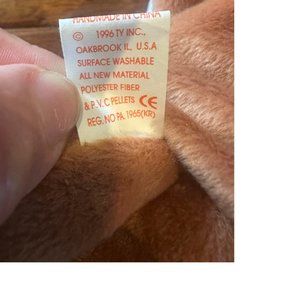 HANDMADE IN CHINA
© 1996 TY INC.,
OAKBROOK IL, U.S.A
SURFACE WASHABLE
ALL NEW MATERIAL
POLYESTER FIBER
& P.V.C PELLETS CE
REG. NO PA. 1965(KR)